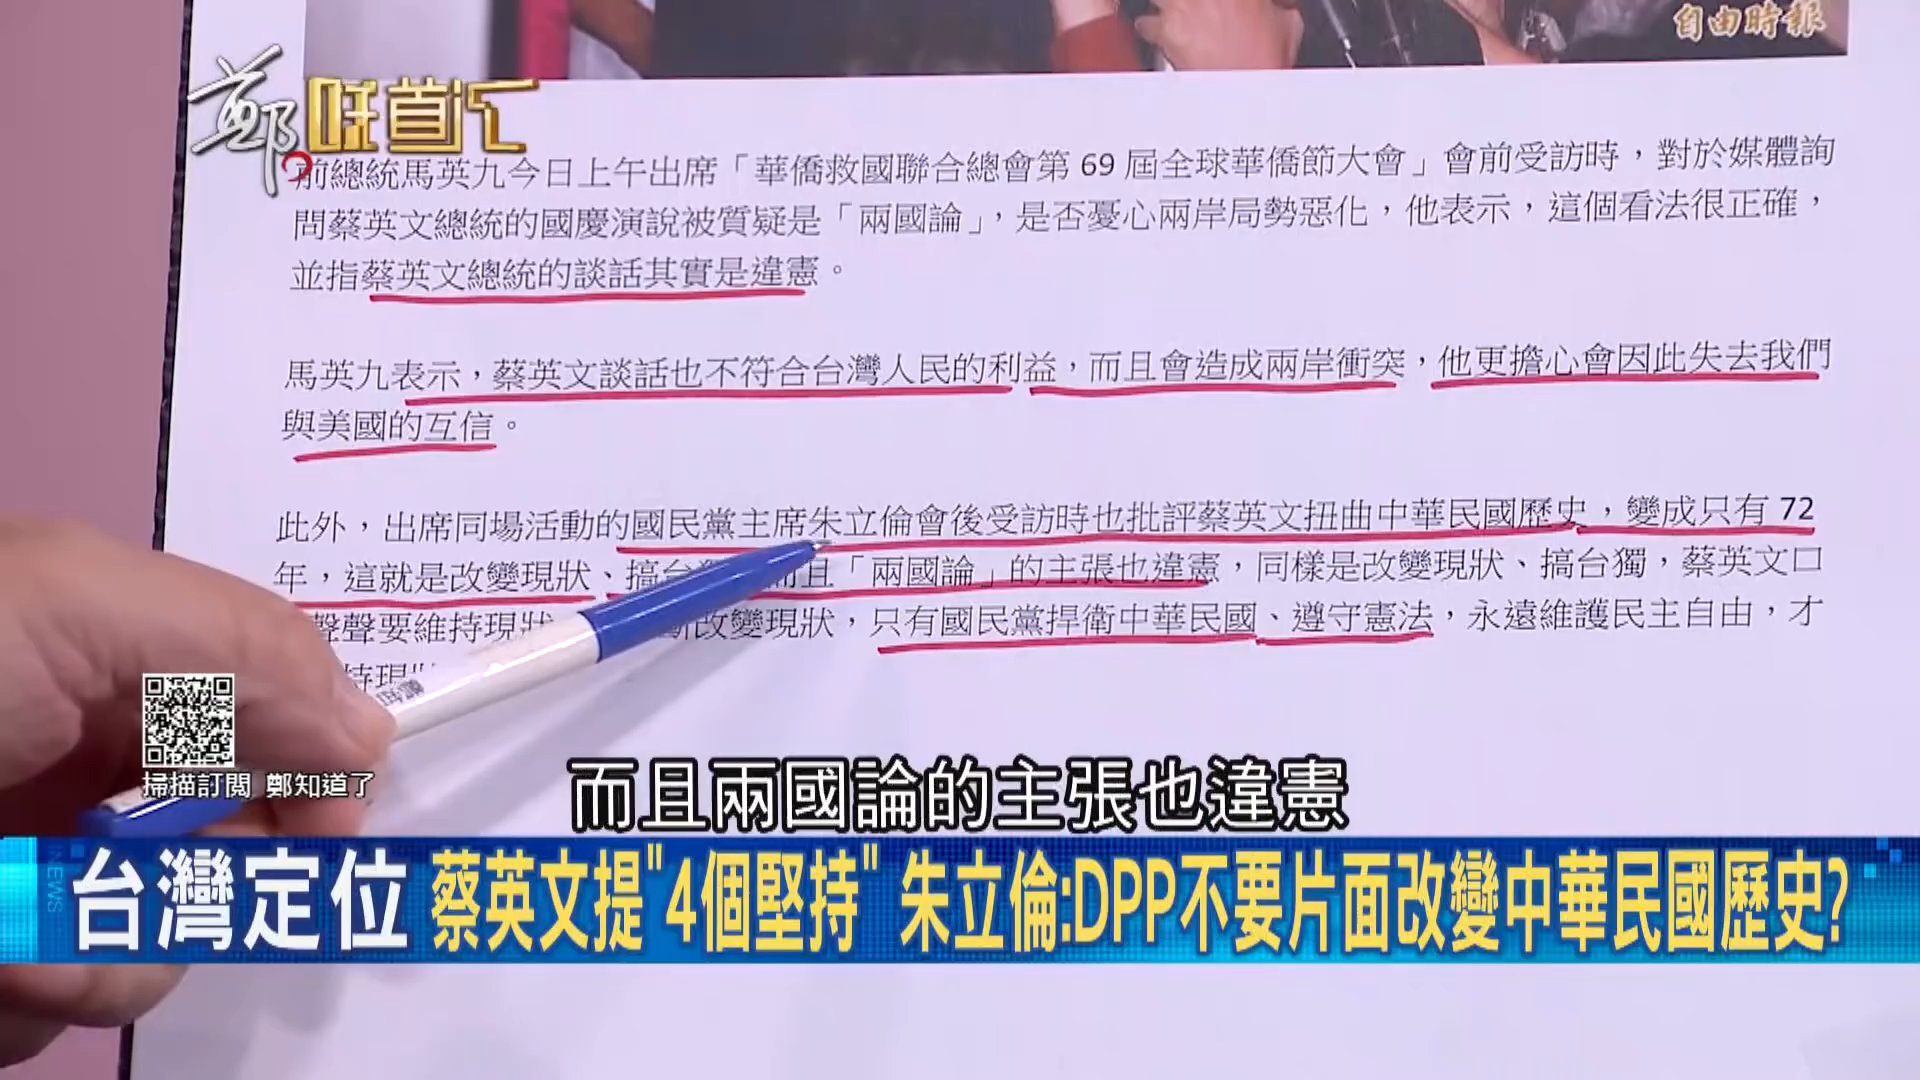 自由時報
鄭旺首汇
前總統馬英九今日上午出席「華僑救國聯合總會第 69 屆全球華僑節大會」會前受訪時，對於媒體詢
問蔡英文總統的國慶演說被質疑是「兩國論」，是否憂心兩岸局勢惡化，他表示，這個看法很正確，
並指蔡英文總統的談話其實是違憲。
馬英九表示，蔡英文談話也不符合台灣人民的利益，而且會造成兩岸衝突，他更擔心會因此失去我們
與美國的互信。
此外，出席同場活動的國民黨主席朱立倫會後受訪時也批評蔡英文扭曲中華民國歷史，變成只有 72
年，這就是改變現狀、搞台 而且「兩國論」的主張也違憲，同樣是改變現狀、搞台獨，蔡英文口
聲聲要維持現狀 改變現狀，只有國民黨捍衛中華民國、遵守憲法，永遠維護民主自由，才
持現狀
掃描訂閱 鄭知道了
而且兩國論的主張也違憲
NEWS
台灣定位 蔡英文提"4個堅持" 朱立倫:DPP不要片面改變中華民國歷史?